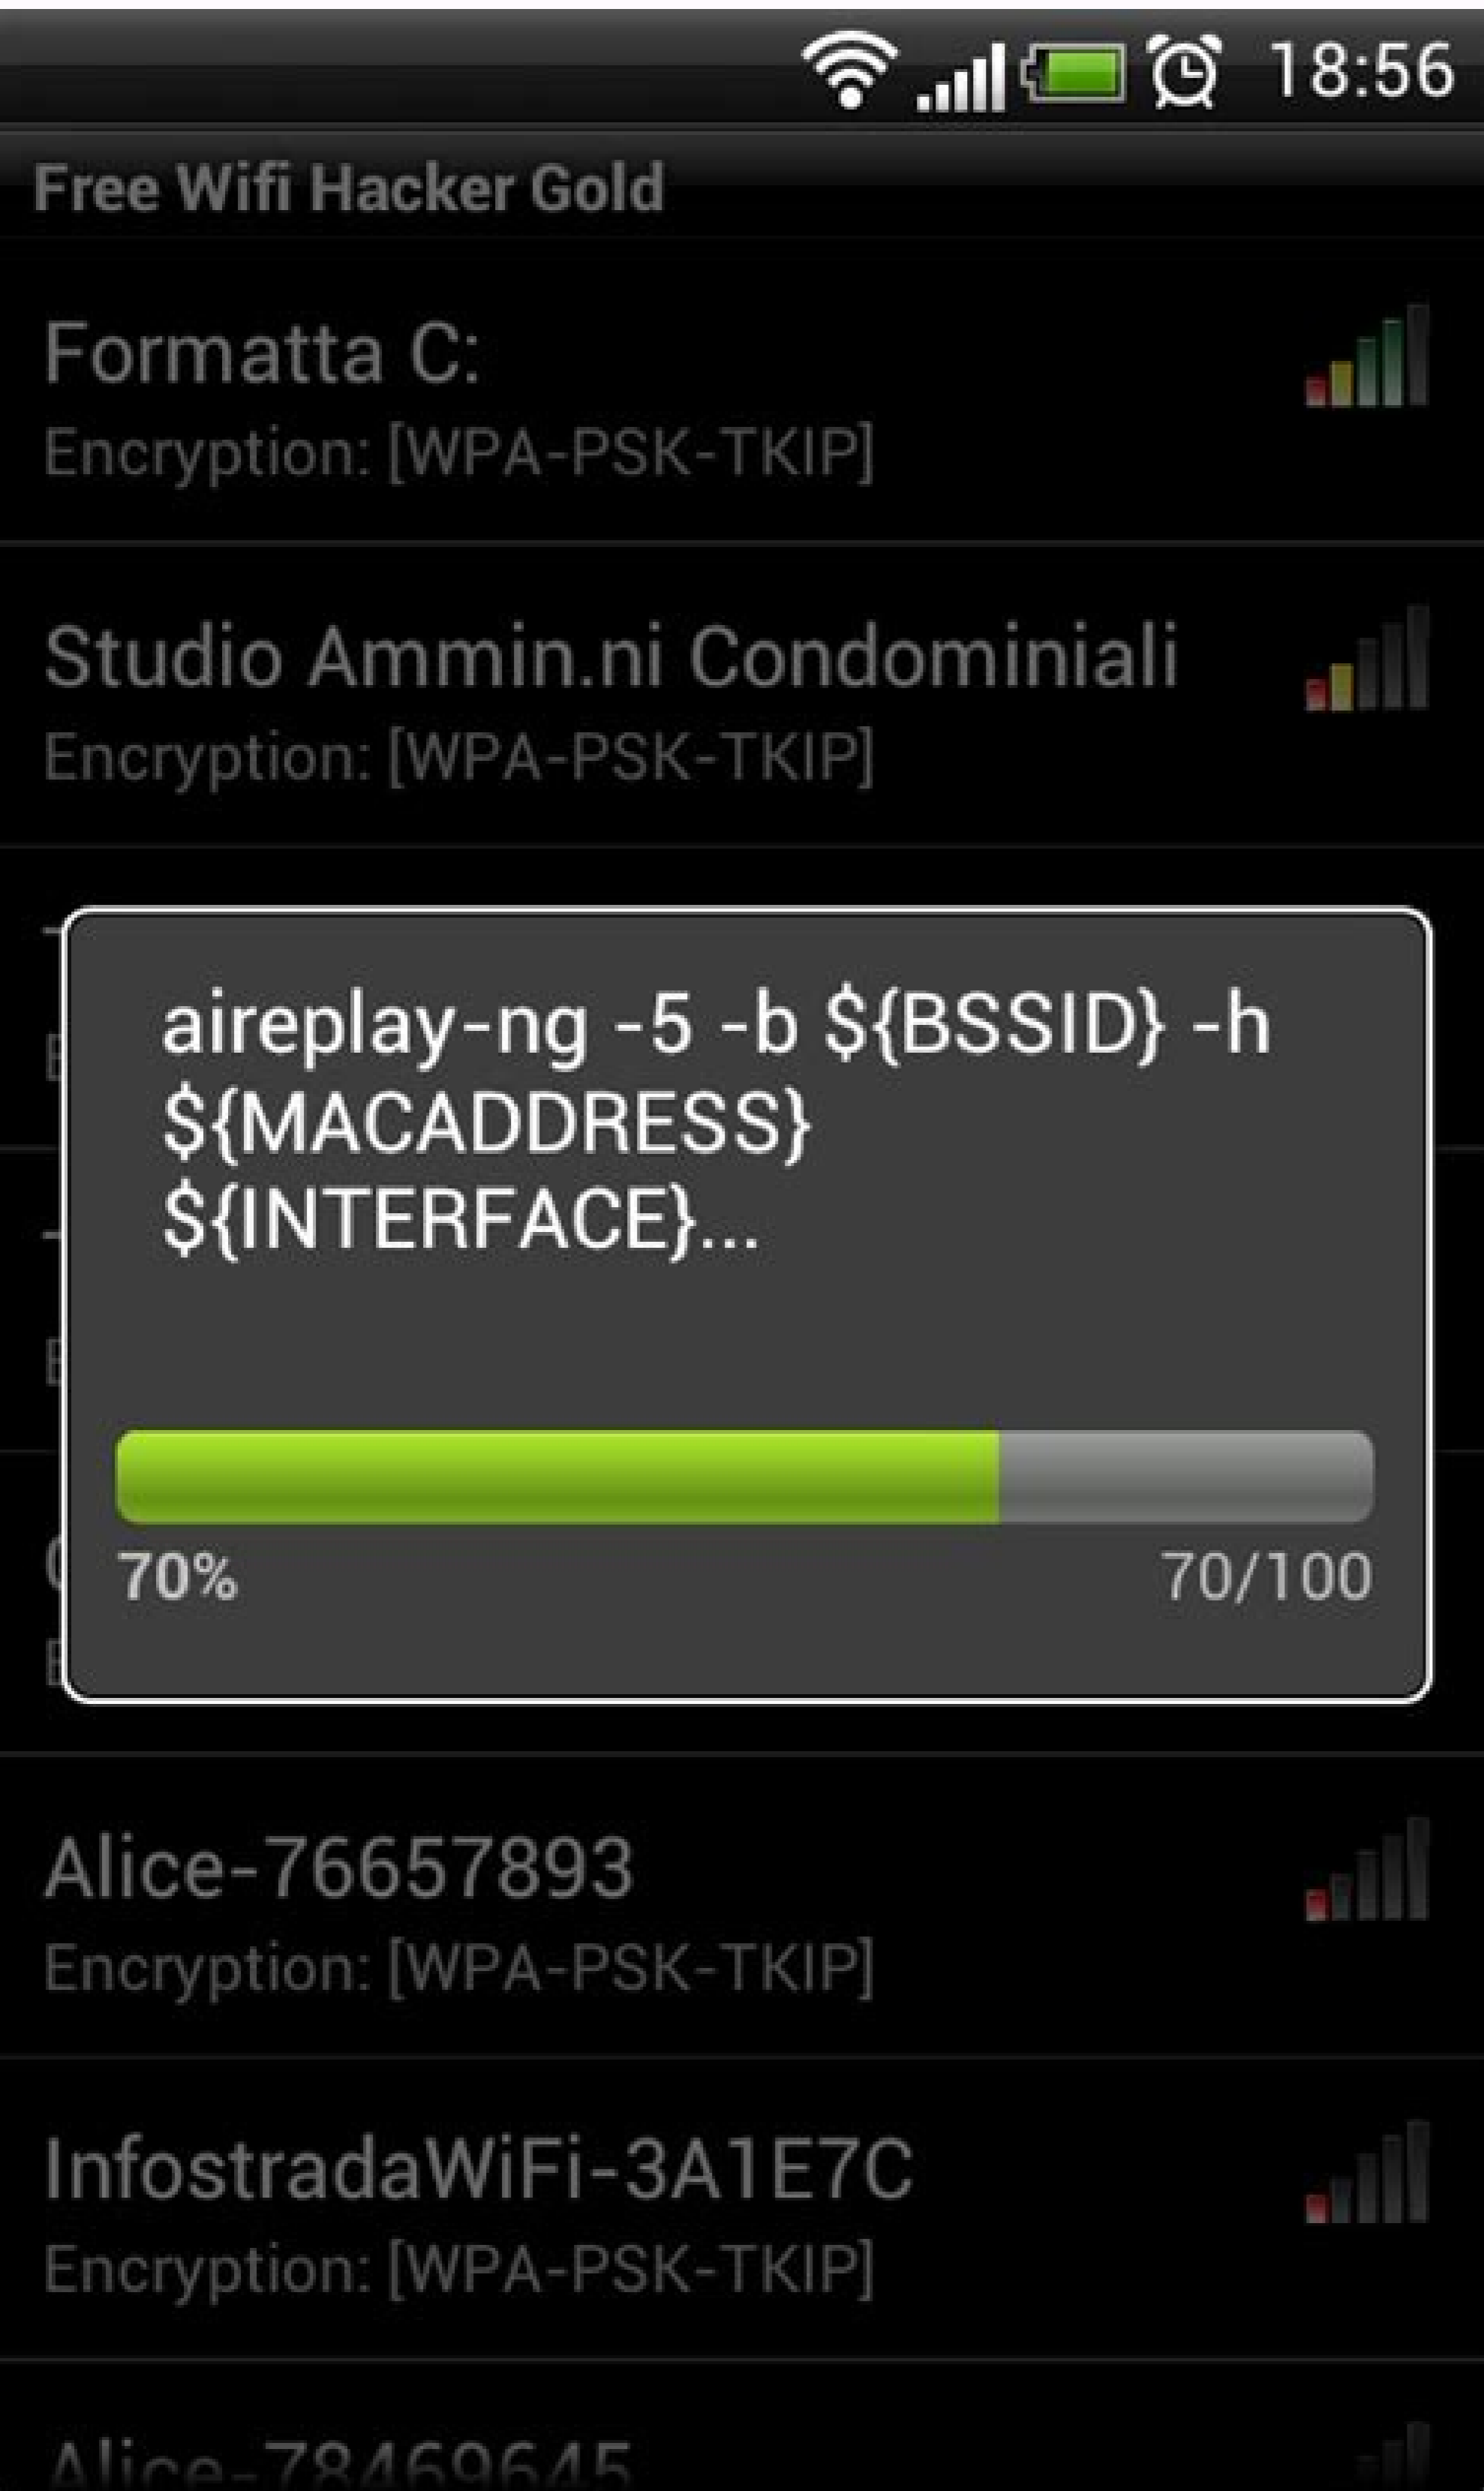 18:56
Free Wifi Hacker Gold
Formatta C:
Encryption: [WPA-PSK-TKIP]
Studio Ammin.ni Condominiali
Encryption: [WPA-PSK-TKIP]
aireplay-ng -5 -b ${BSSID} -h
${MACADDRESS}
${INTERFACE}...
70%
70/100
Alice-76657893
Encryption: [WPA-PSK-TKIP]
InfostradaWiFi-3A1E7C
Encryption: [WPA-PSK-TKIP]
Alice-78469645